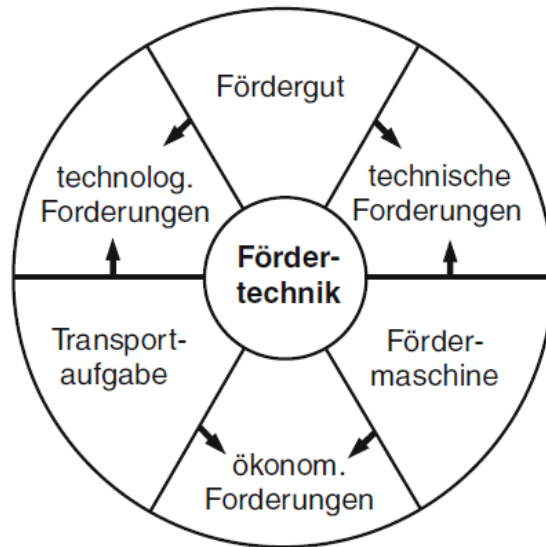 Fördergut
technolog.
Forderungen
technische
Forderungen
Förder-
technik
Transport-
aufgabe
Förder-
maschine
ökonom.
Forderungen